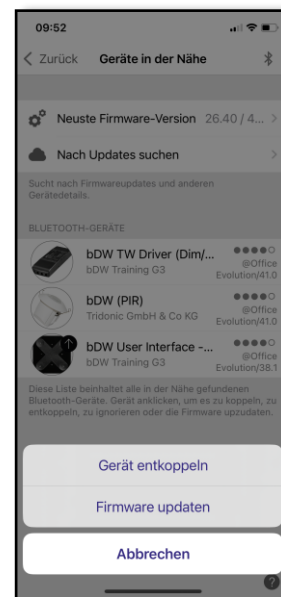 09:52
Zurück Geräte in der Nähe
Neuste Firmware-Version 26.40 / 4...
Nach Updates suchen
Sucht nach Firmwareupdates und anderen
Gerätedetails.
BLUETOOTH-GERÄTE
bDW TW Driver (Dim/...
bDW Training G3
@Office
Evolution/41.0
bDW (PIR)
Tridonic GmbH & Co KG
@Office
Evolution/41.0
bDW User Interface -...
bDW Training G3
@Office
Evolution/38.1
Diese Liste beinhaltet alle in der Nähe gefundenen
Bluetooth-Geräte. Gerät anklicken, um es zu koppeln, zu
entkoppeln, zu ignorieren oder die Firmware upzudaten.
Gerät entkoppeln
Firmware updaten
Abbrechen
?